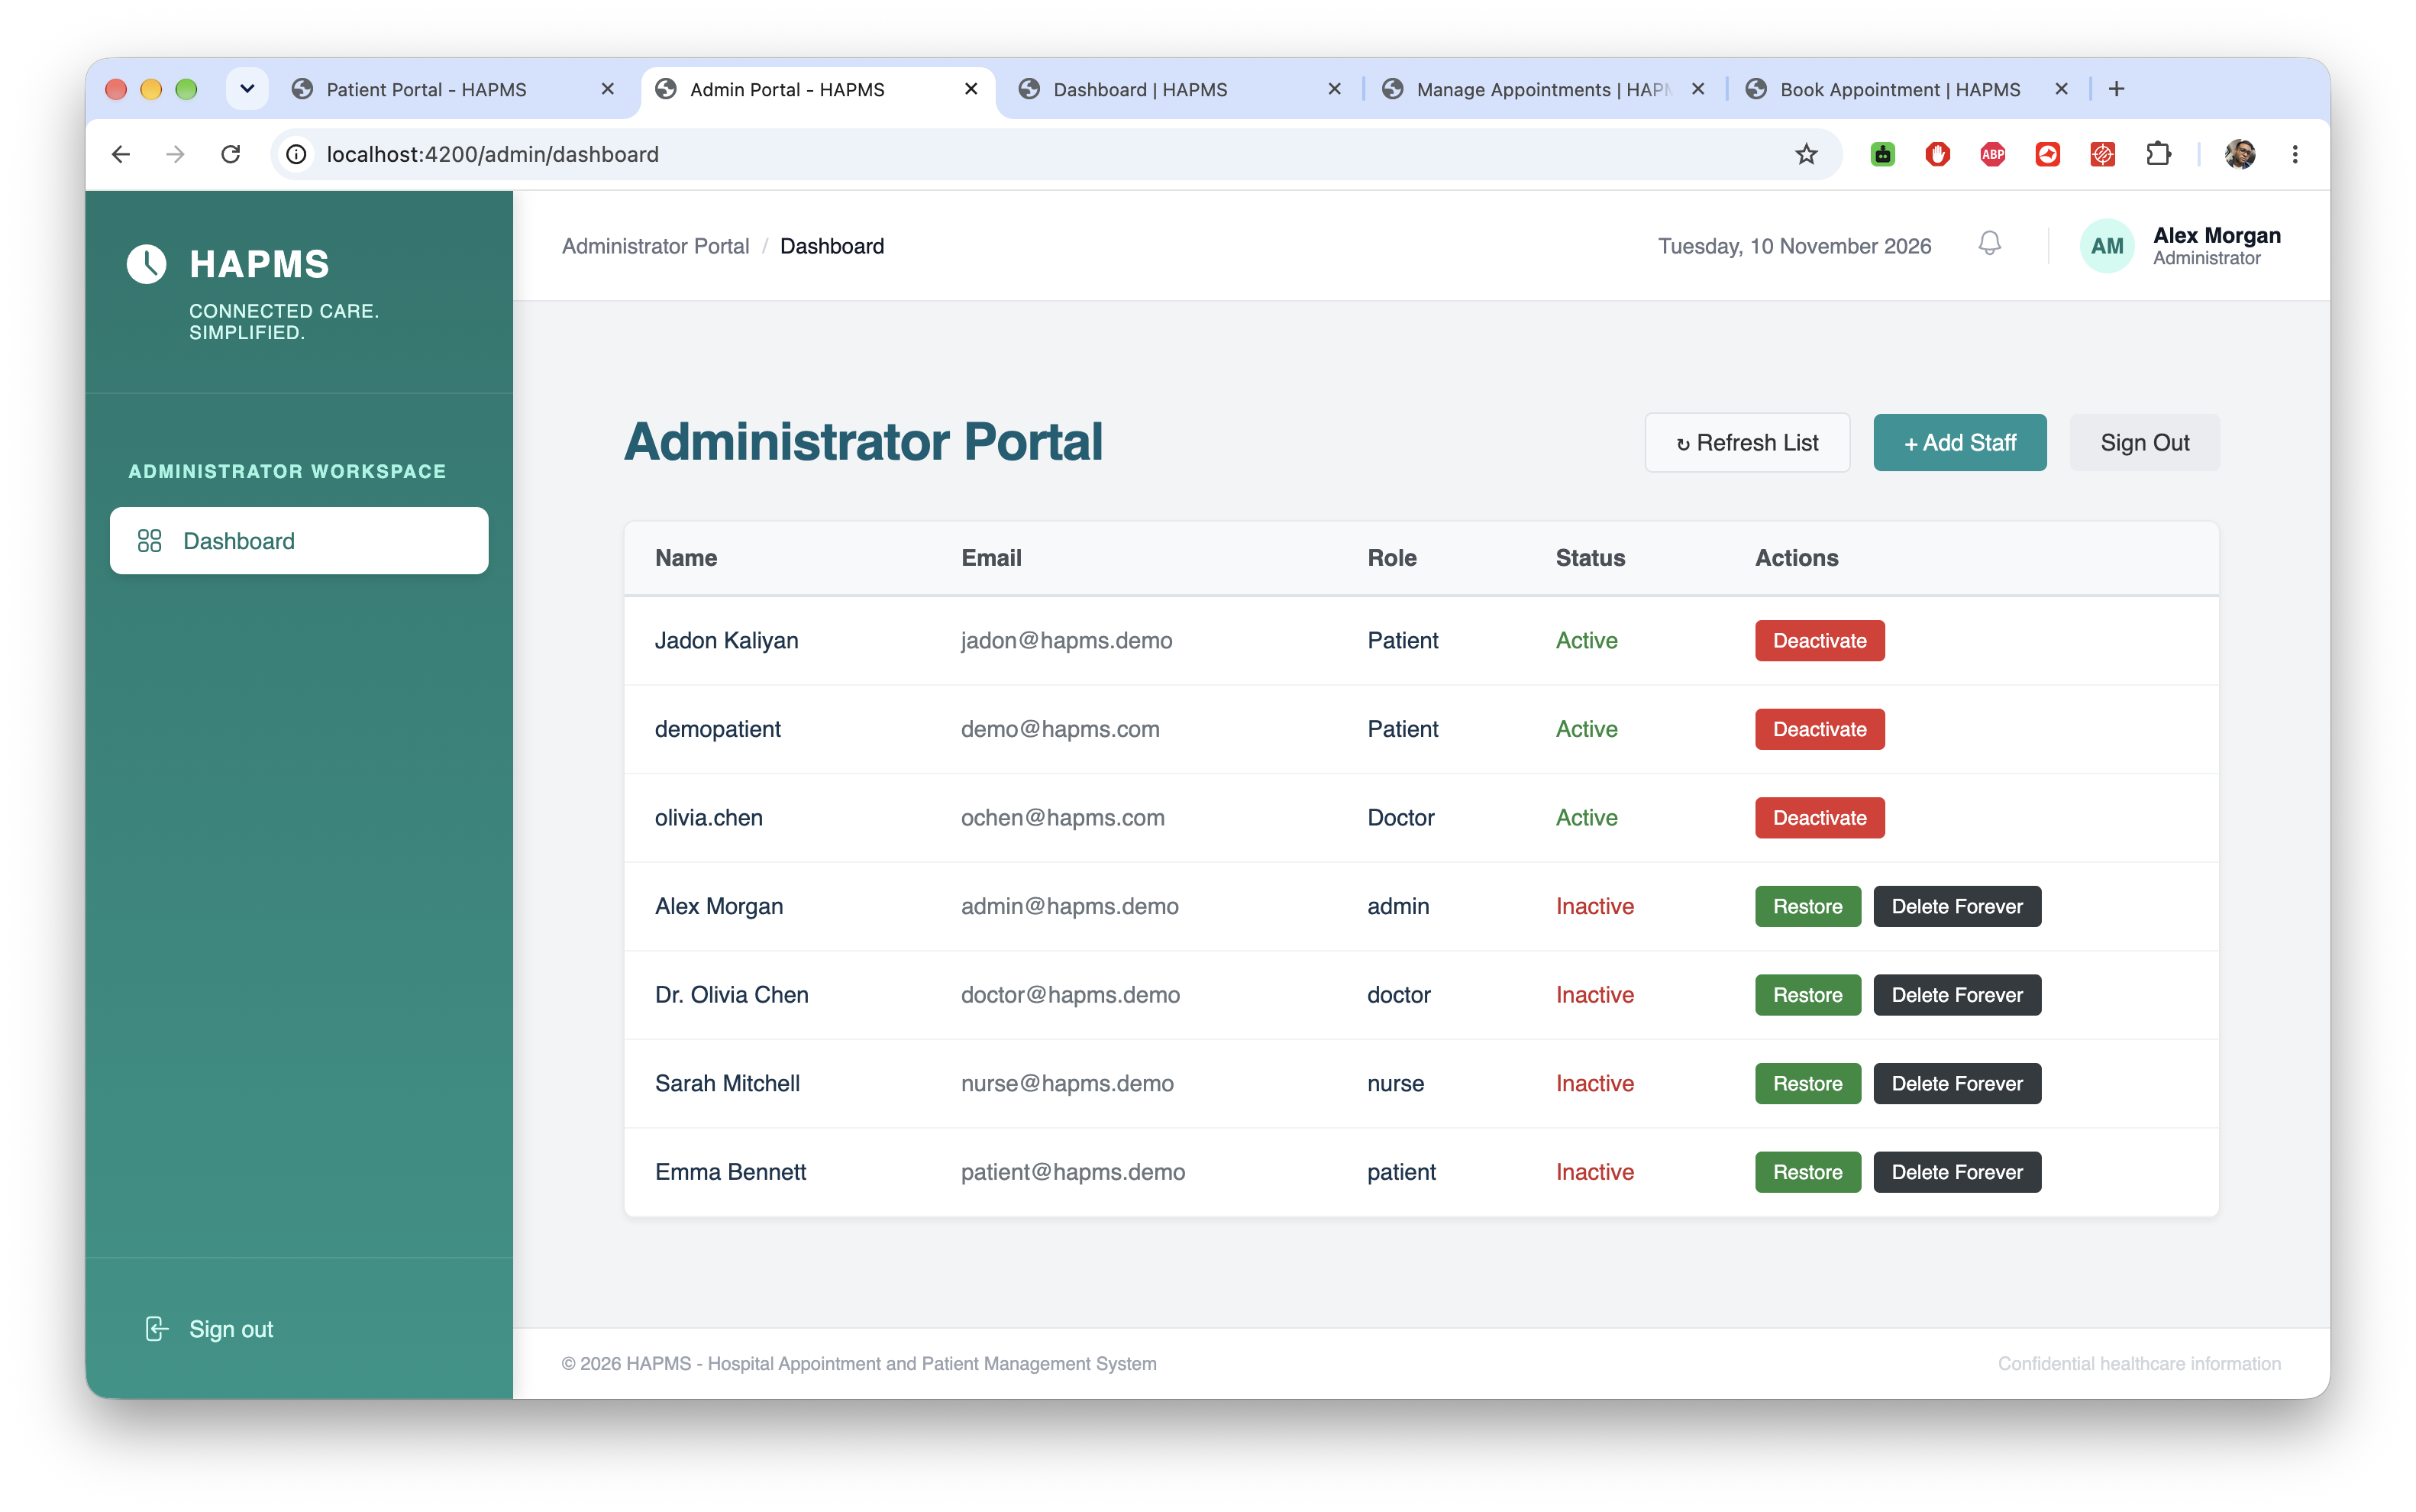 Patient Portal - HAPMS
Admin Portal - HAPMS
Dashboard | HAPMS
Manage Appointments | HAPM
Book Appointment | HAPMS
localhost:4200/admin/dashboard
ABP
HAPMS
CONNECTED CARE.
SIMPLIFIED.
ADMINISTRATOR WORKSPACE
Dashboard
Sign out
Administrator Portal / Dashboard
Tuesday, 10 November 2026
AM
Alex Morgan
Administrator
Administrator Portal
↻ Refresh List
+ Add Staff
Sign Out
Name Email Role Status Actions
Jadon Kaliyan jadon@hapms.demo Patient Active Deactivate
demopatient demo@hapms.com Patient Active Deactivate
olivia.chen ochen@hapms.com Doctor Active Deactivate
Alex Morgan admin@hapms.demo admin Inactive Restore Delete Forever
Dr. Olivia Chen doctor@hapms.demo doctor Inactive Restore Delete Forever
Sarah Mitchell nurse@hapms.demo nurse Inactive Restore Delete Forever
Emma Bennett patient@hapms.demo patient Inactive Restore Delete Forever
© 2026 HAPMS - Hospital Appointment and Patient Management System
Confidential healthcare information